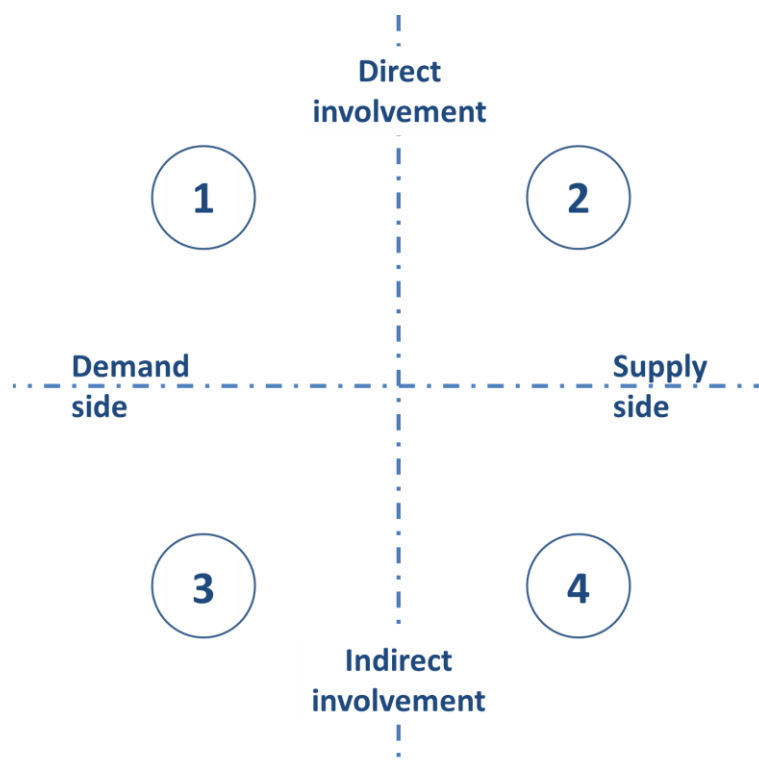 Direct
involvement
1
2
Demand
side
Supply
side
3
4
Indirect
involvement